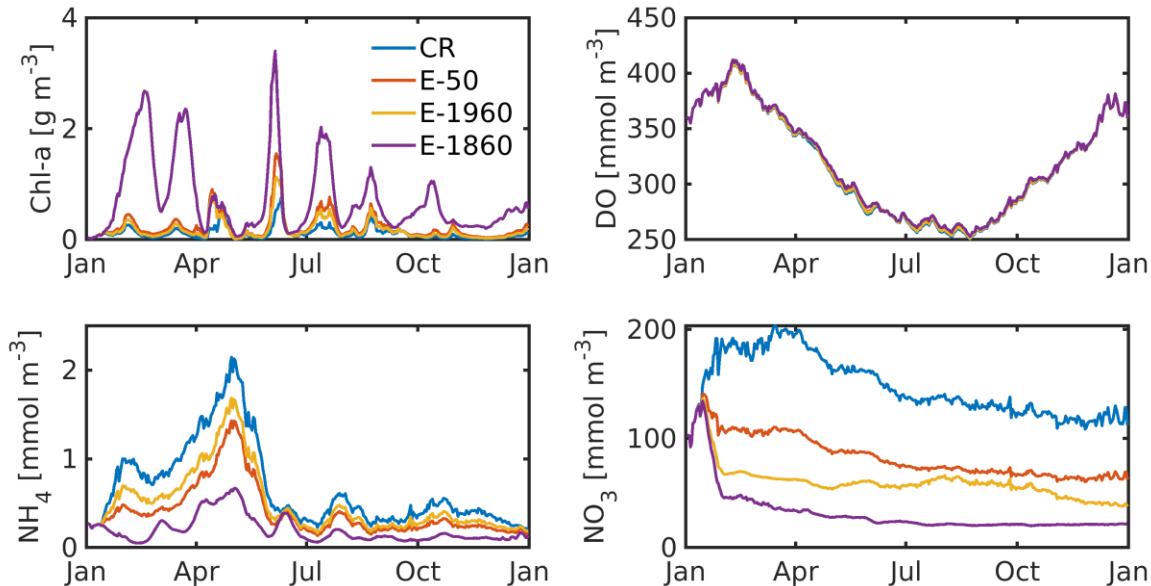 4
2
0
Chl-a [g m⁻³]
CR
E-50
E-1960
E-1860
Jan Apr Jul Oct Jan
450
400
350
300
250
DO [mmol m⁻³]
Jan Apr Jul Oct Jan
2
1
0
NH₄ [mmol m⁻³]
Jan Apr Jul Oct Jan
200
100
0
NO₃ [mmol m⁻³]
Jan Apr Jul Oct Jan